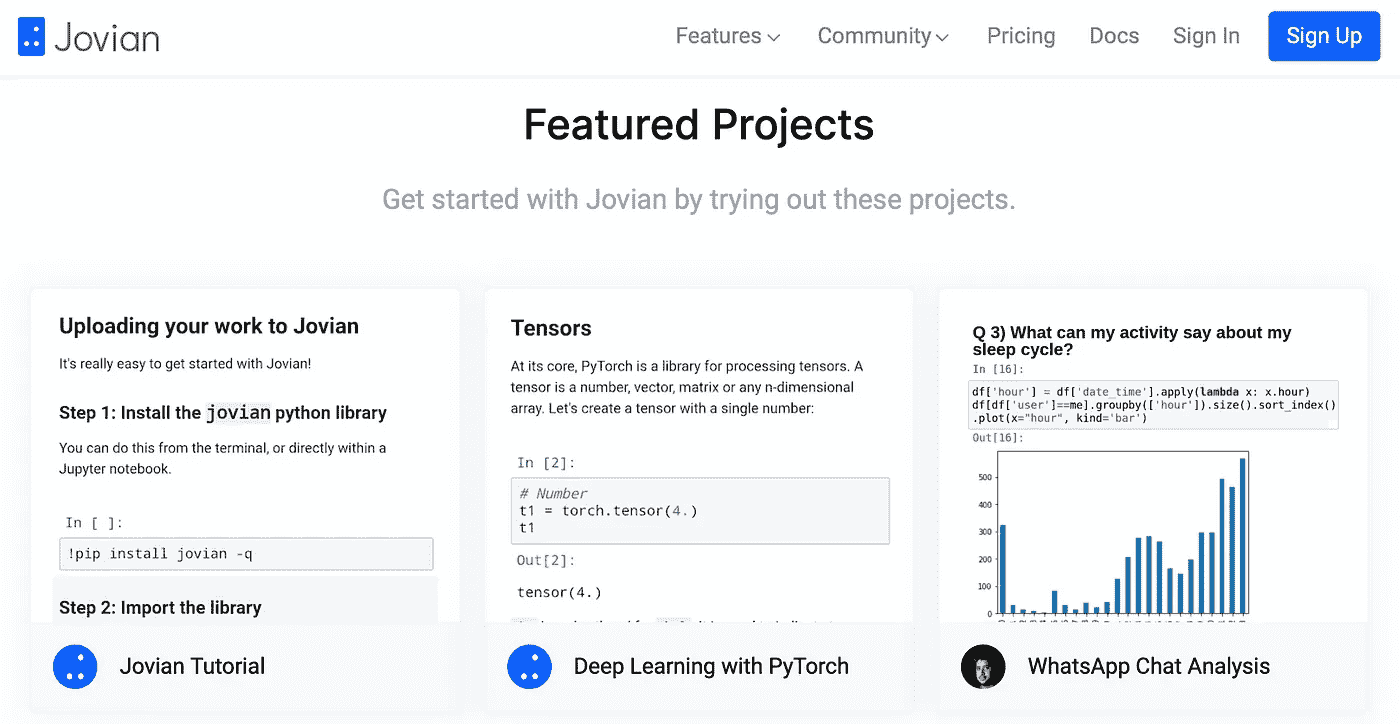 Jovian
Features
Community
Pricing
Docs
Sign In
Sign Up
Featured Projects
Get started with Jovian by trying out these projects.
Uploading your work to Jovian
It's really easy to get started with Jovian!
Step 1: Install the jovian python library
You can do this from the terminal, or directly within a
Jupyter notebook.
In [ ]:
!pip install jovian -q
Step 2: Import the library
Jovian Tutorial
Tensors
At its core, PyTorch is a library for processing tensors. A
tensor is a number, vector, matrix or any n-dimensional
array. Let's create a tensor with a single number:
In [2]:
# Number
t1 = torch.tensor(4.)
t1
Out[2]:
tensor(4.)
Deep Learning with PyTorch
Q 3) What can my activity say about my
sleep cycle?
In [16]:
df['hour'] = df['date_time'].apply(lambda x: x.hour)
df[df['user']==me].groupby(['hour']).size().sort_index()
.plot(x="hour", kind='bar')
Out[16]:
500
400
300
200
100
0
WhatsApp Chat Analysis